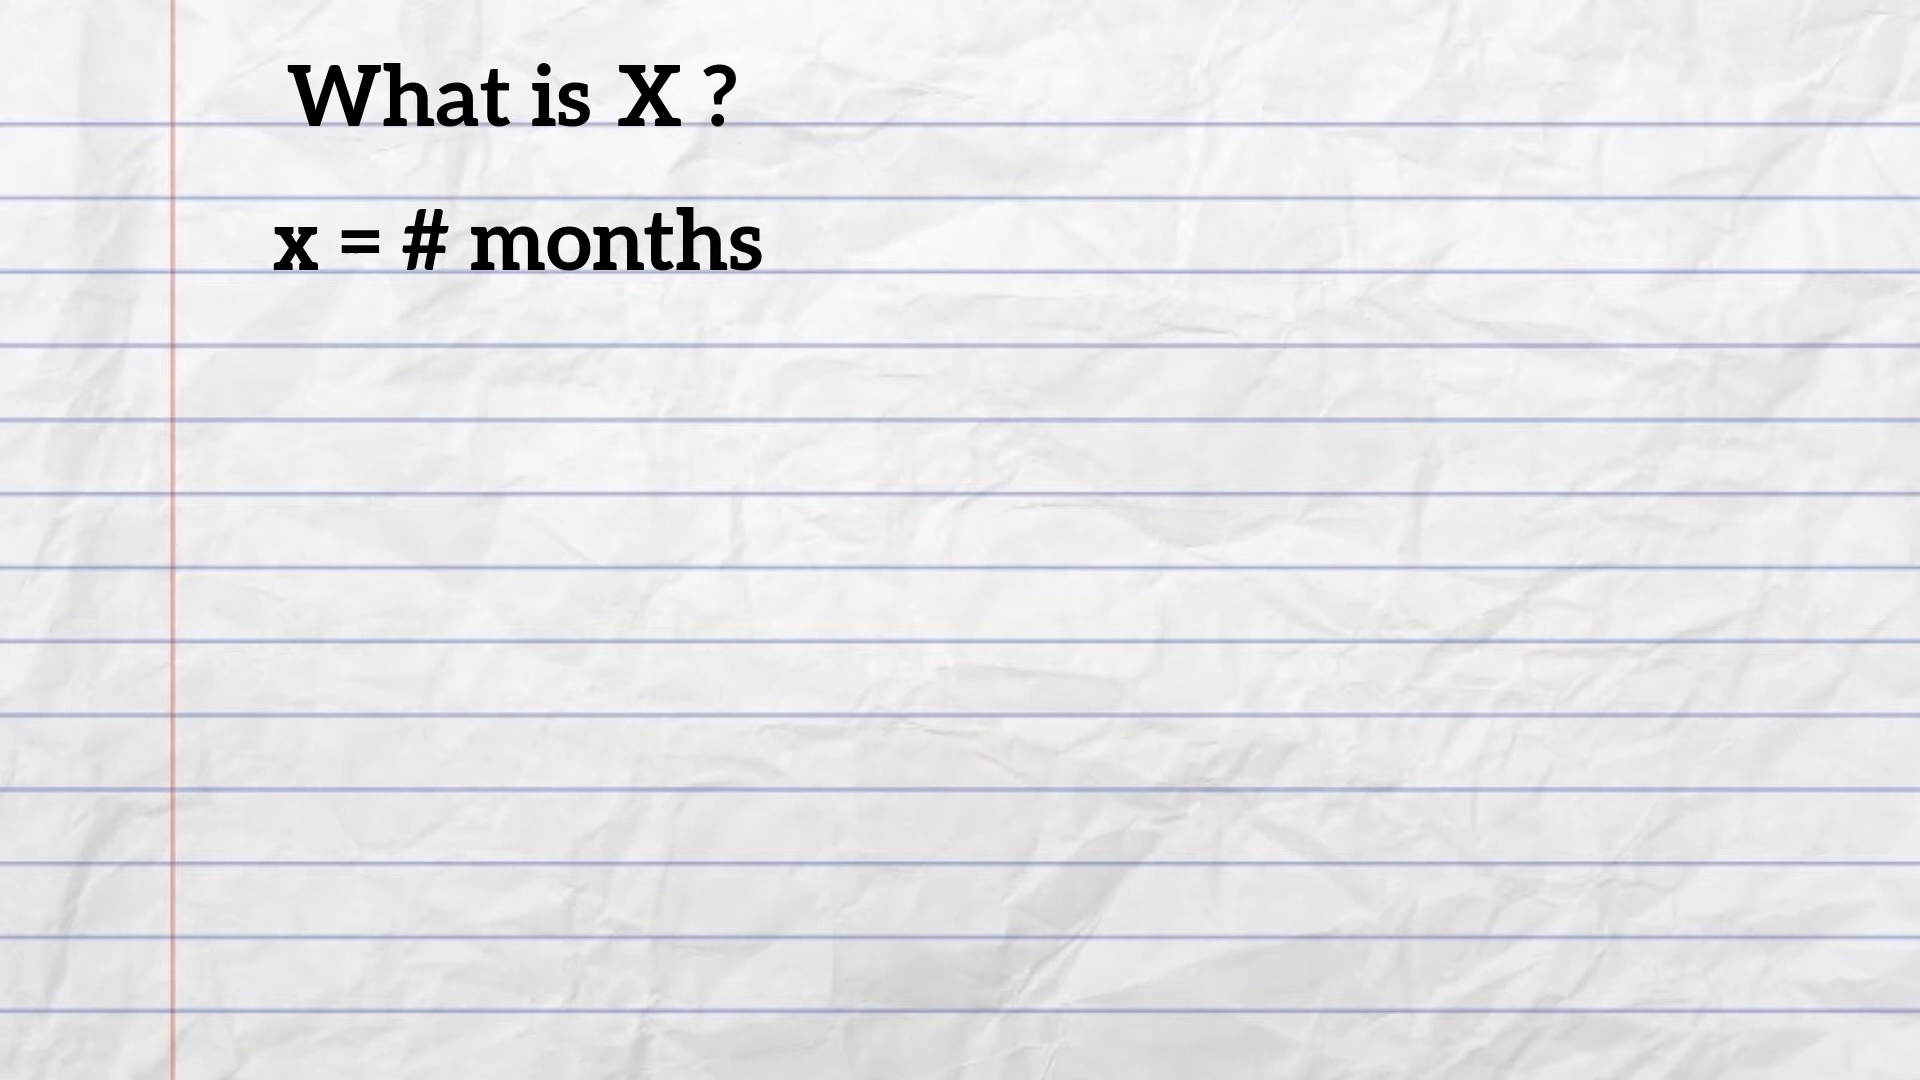 What is X ?
x = # months